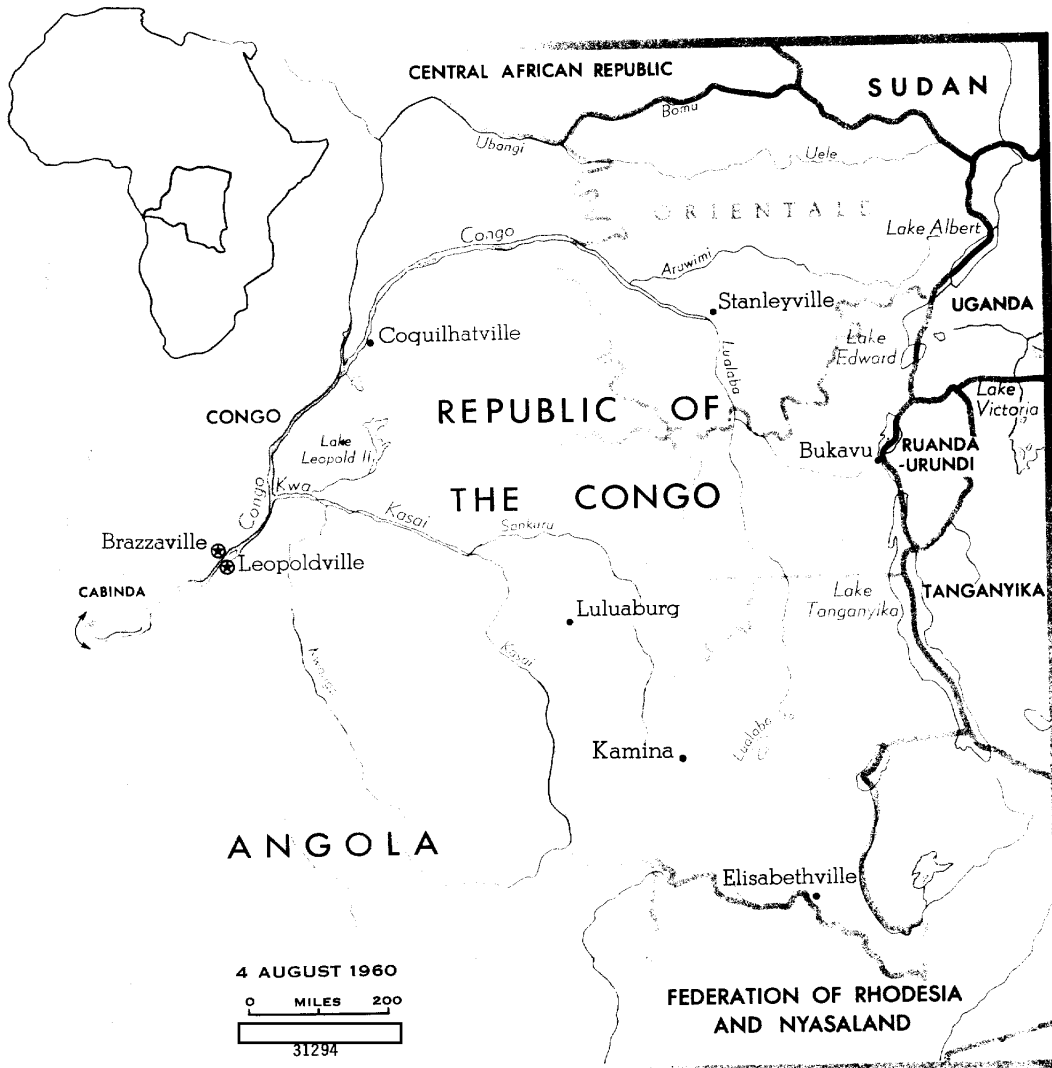 CENTRAL AFRICAN REPUBLIC
SUDAN
Bomu
Ubangi
Uele
ORIENTALE
Lake Albert
Congo
Aruwimi
Stanleyville
UGANDA
Coquilhatville
Lake
Edward
Lualaba
CONGO
REPUBLIC OF
THE CONGO
Lake
Victoria
Lake
Leopold II
Bukavu
RUANDA
-URUNDI
Kwa
Congo
Kasai
Sankuru
Brazzaville
Leopoldville
CABINDA
Lake
Tanganyika
TANGANYIKA
Luluaburg
Kasai
Lualaba
Kamina
ANGOLA
Elisabethville
4 AUGUST 1960
0 MILES 200
31294
FEDERATION OF RHODESIA
AND NYASALAND